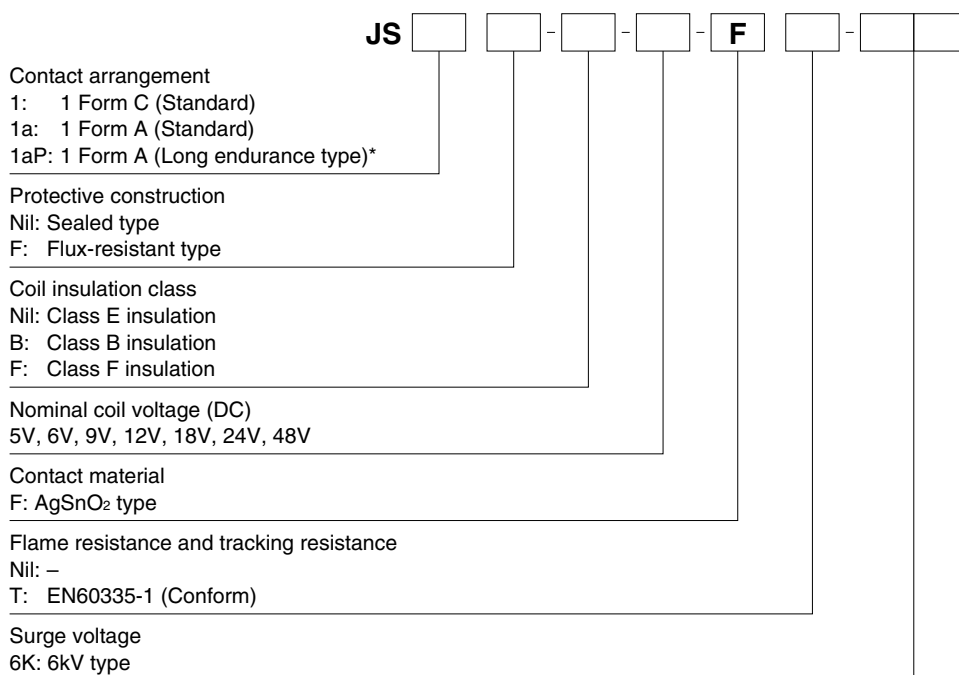 JS - - - F -
Contact arrangement
1: 1 Form C (Standard)
1a: 1 Form A (Standard)
1aP: 1 Form A (Long endurance type)*
Protective construction
Nil: Sealed type
F: Flux-resistant type
Coil insulation class
Nil: Class E insulation
B: Class B insulation
F: Class F insulation
Nominal coil voltage (DC)
5V, 6V, 9V, 12V, 18V, 24V, 48V
Contact material
F: AgSnO₂ type
Flame resistance and tracking resistance
Nil: –
T: EN60335-1 (Conform)
Surge voltage
6K: 6kV type